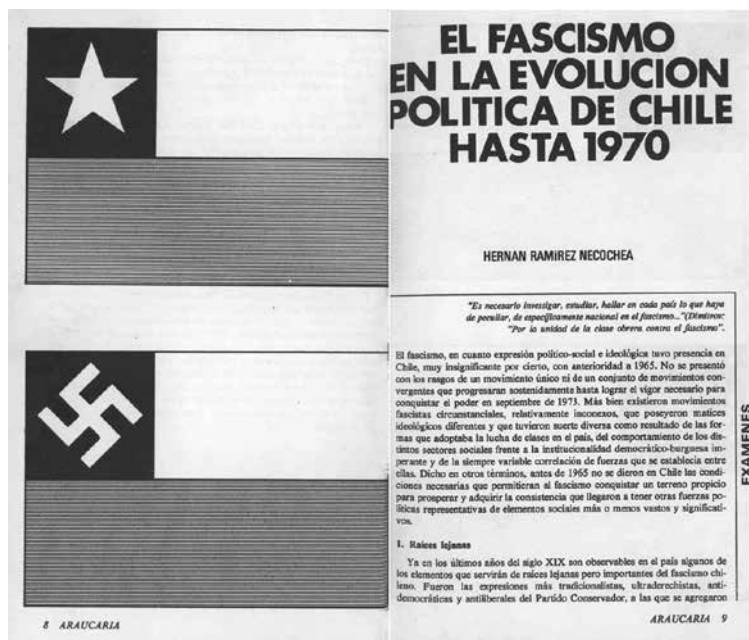 EL FASCISMO
EN LA EVOLUCION
POLITICA DE CHILE
HASTA 1970
HERNAN RAMIREZ NECOCHEA
"Es necesario investigar, estudiar, hallar en cada país lo que haya
de peculiar, de específicamente nacional en el fascismo..."(Dimitrov:
"Por la unidad de la clase obrera contra el fascismo".
El fascismo, en cuanto expresión político-social e ideológica tuvo presencia en
Chile, muy insignificante por cierto, con anterioridad a 1965. No se presentó
con los rasgos de un movimiento único ni de un conjunto de movimientos con-
vergentes que progresaran sostenidamente hasta lograr el vigor necesario para
conquistar el poder en septiembre de 1973. Más bien existieron movimientos
fascistas circunstanciales, relativamente inconexos, que poseyeron matices
ideológicos diferentes y que tuvieron suerte diversa como resultado de las for-
mas que adoptaba la lucha de clases en el país, del comportamiento de los dis-
tintos sectores sociales frente a la institucionalidad democrático-burguesa im-
perante y de la siempre variable correlación de fuerzas que se establecía entre
ellas. Dicho en otros términos, antes de 1965 no se dieron en Chile las condi-
ciones necesarias que permitieran al fascismo conquistar un terreno propicio
para prosperar y adquirir la consistencia que llegaron a tener otras fuerzas po-
líticas representativas de elementos sociales más o menos vastos y significati-
vos.
1. Raíces lejanas
Ya en los últimos años del siglo XIX son observables en el país algunos de
los elementos que servirán de raíces lejanas pero importantes del fascismo chi-
leno. Fueron las expresiones más tradicionalistas, ultraderechistas, anti-
democráticas y antiliberales del Partido Conservador, a las que se agregaron
EXAMENES
8 ARAUCARIA
ARAUCARIA 9